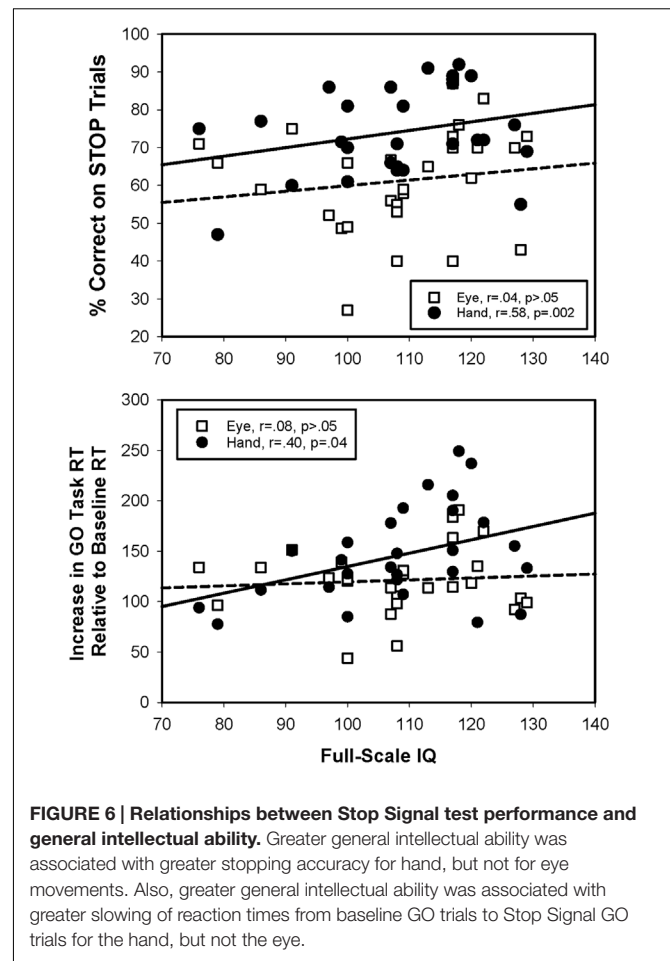 % Correct on STOP Trials
100
90
80
70
60
50
40
30
20
□ Eye, r=.04, p>.05
● Hand, r=.58, p=.002
70 80 90 100 110 120 130 140
Increase in GO Task RT
Relative to Baseline RT
300
250
200
150
100
50
0
□ Eye, r=.08, p>.05
● Hand, r=.40, p=.04
70 80 90 100 110 120 130 140
Full-Scale IQ
FIGURE 6 | Relationships between Stop Signal test performance and
general intellectual ability. Greater general intellectual ability was
associated with greater stopping accuracy for hand, but not for eye
movements. Also, greater general intellectual ability was associated with
greater slowing of reaction times from baseline GO trials to Stop Signal GO
trials for the hand, but not the eye.